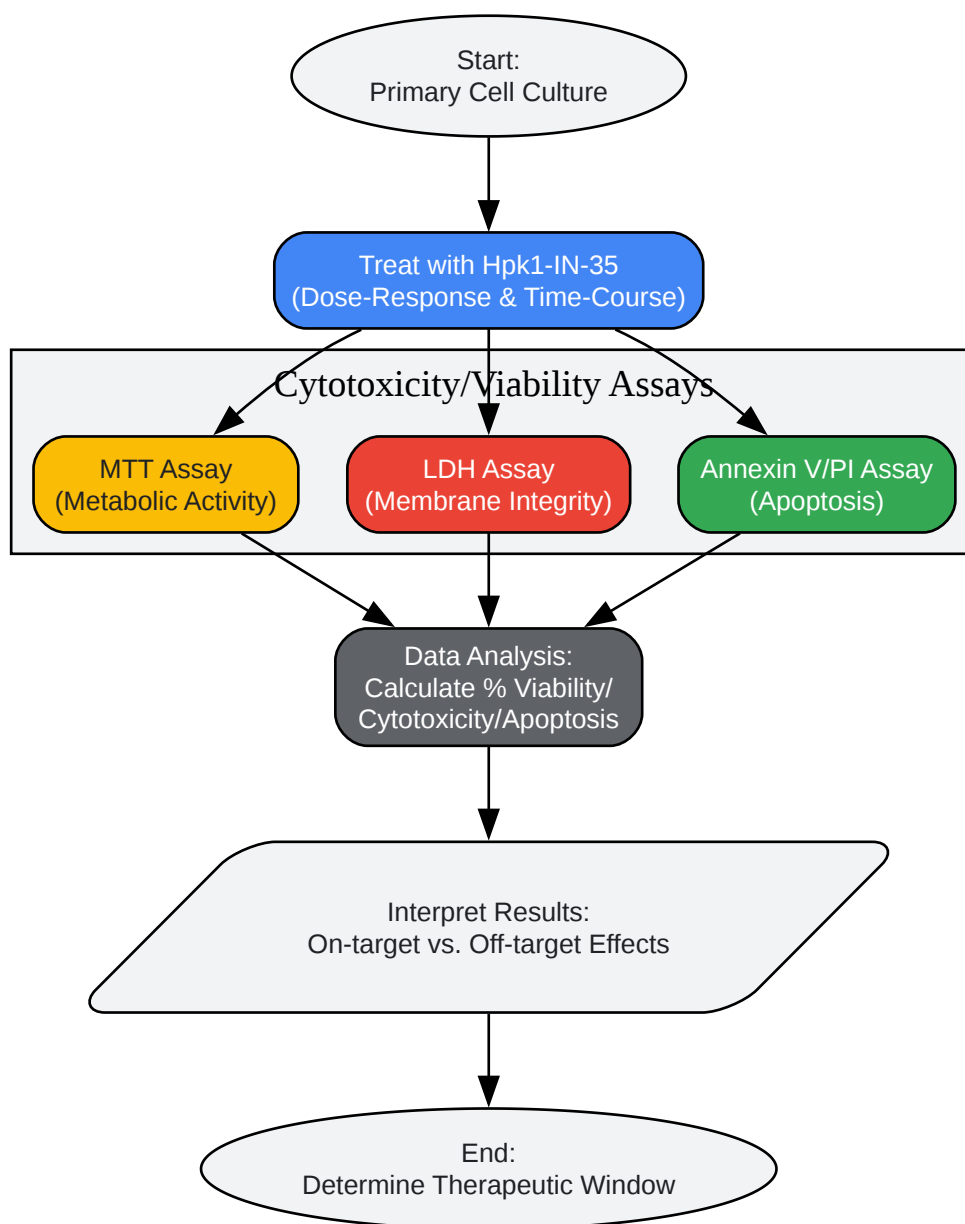 Start:
Primary Cell Culture
Treat with Hpk1-IN-35
(Dose-Response & Time-Course)
Cytotoxicity/Viability Assays
MTT Assay
(Metabolic Activity)
LDH Assay
(Membrane Integrity)
Annexin V/PI Assay
(Apoptosis)
Data Analysis:
Calculate % Viability/
Cytotoxicity/Apoptosis
Interpret Results:
On-target vs. Off-target Effects
End:
Determine Therapeutic Window